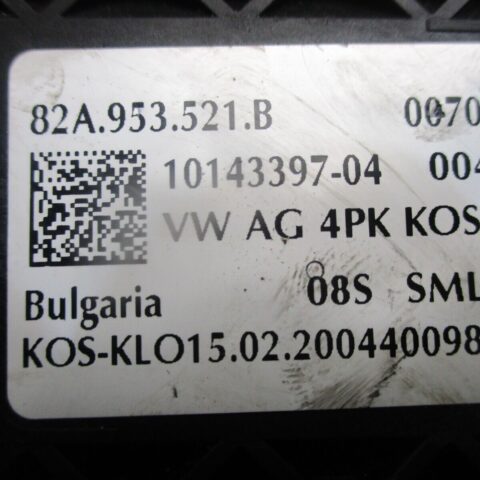 82A.953.521.B 0070
10143397-04 004
VW AG 4PK KOS
Bulgaria 08S SML
KOS-KLO15.02.200440098